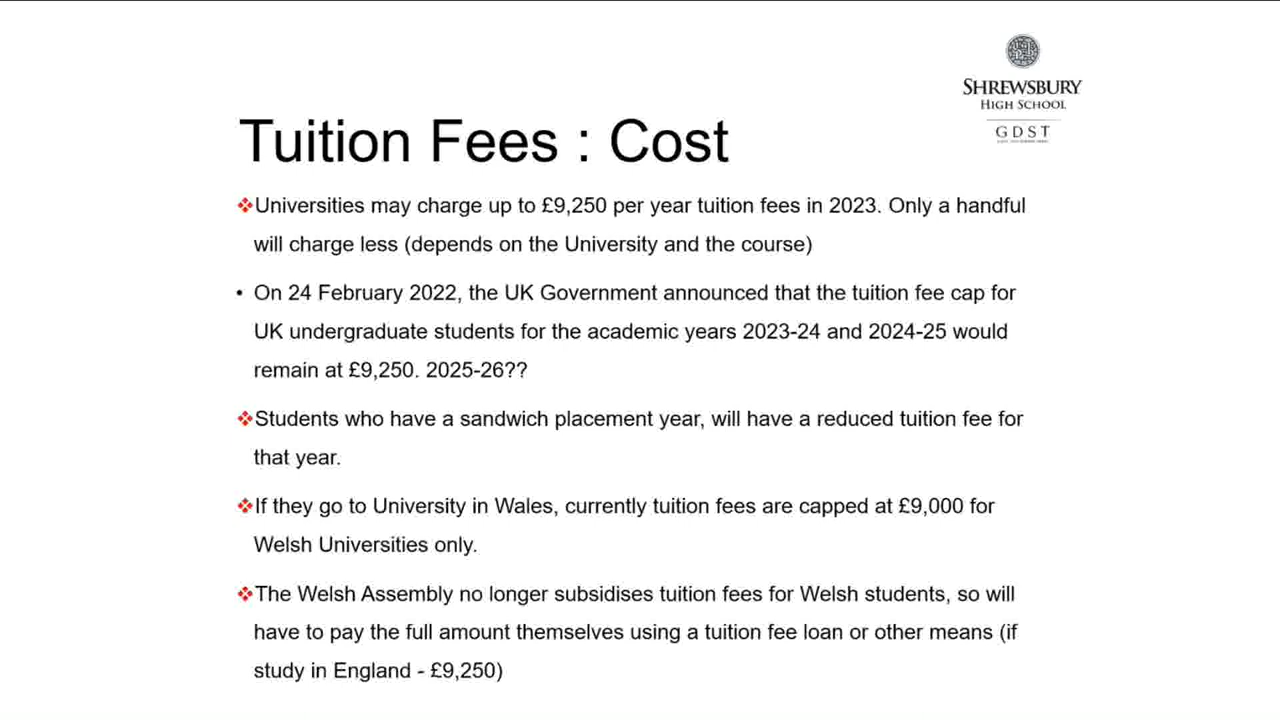 SHREWSBURY
HIGH SCHOOL
GDST
Tuition Fees : Cost
Universities may charge up to £9,250 per year tuition fees in 2023. Only a handful
will charge less (depends on the University and the course)
• On 24 February 2022, the UK Government announced that the tuition fee cap for
UK undergraduate students for the academic years 2023-24 and 2024-25 would
remain at £9,250. 2025-26??
Students who have a sandwich placement year, will have a reduced tuition fee for
that year.
If they go to University in Wales, currently tuition fees are capped at £9,000 for
Welsh Universities only.
The Welsh Assembly no longer subsidises tuition fees for Welsh students, so will
have to pay the full amount themselves using a tuition fee loan or other means (if
study in England - £9,250)